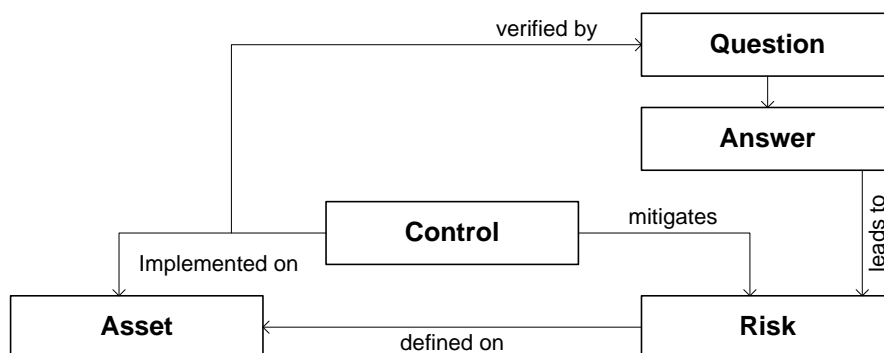 verified by
Question
Answer
leads to
Control
mitigates
Implemented on
Asset
defined on
Risk